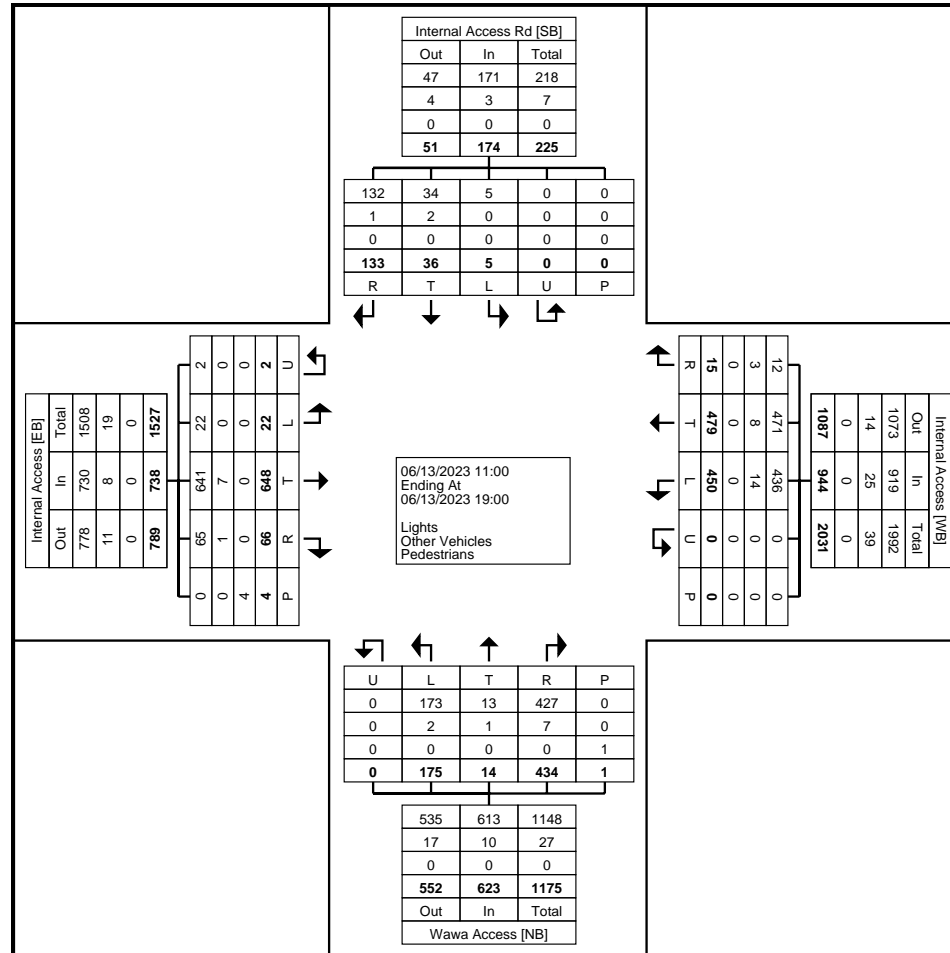 Internal Access Rd [SB]
Out In Total
47 171 218
4 3 7
0 0 0
51 174 225
132 34 5 0 0
1 2 0 0 0
0 0 0 0 0
133 36 5 0 0
R T L U P
Internal Access [EB]
Total In Out
1508 730 778
19 8 11
0 0 0
1527 738 789
2 22 641 65 0
0 0 7 1 0
0 0 0 0 4
2 22 648 66 4
U L T R P
06/13/2023 11:00
Ending At
06/13/2023 19:00
Lights
Other Vehicles
Pedestrians
R T L U P
15 479 450 0 0
0 0 0 0 0
3 8 14 0 0
12 471 436 0 0
1087 944 2031
0 0 0
14 25 39
1073 919 1992
Out In Total
Internal Access [WB]
U L T R P
0 173 13 427 0
0 2 1 7 0
0 0 0 0 1
0 175 14 434 1
535 613 1148
17 10 27
0 0 0
552 623 1175
Out In Total
Wawa Access [NB]